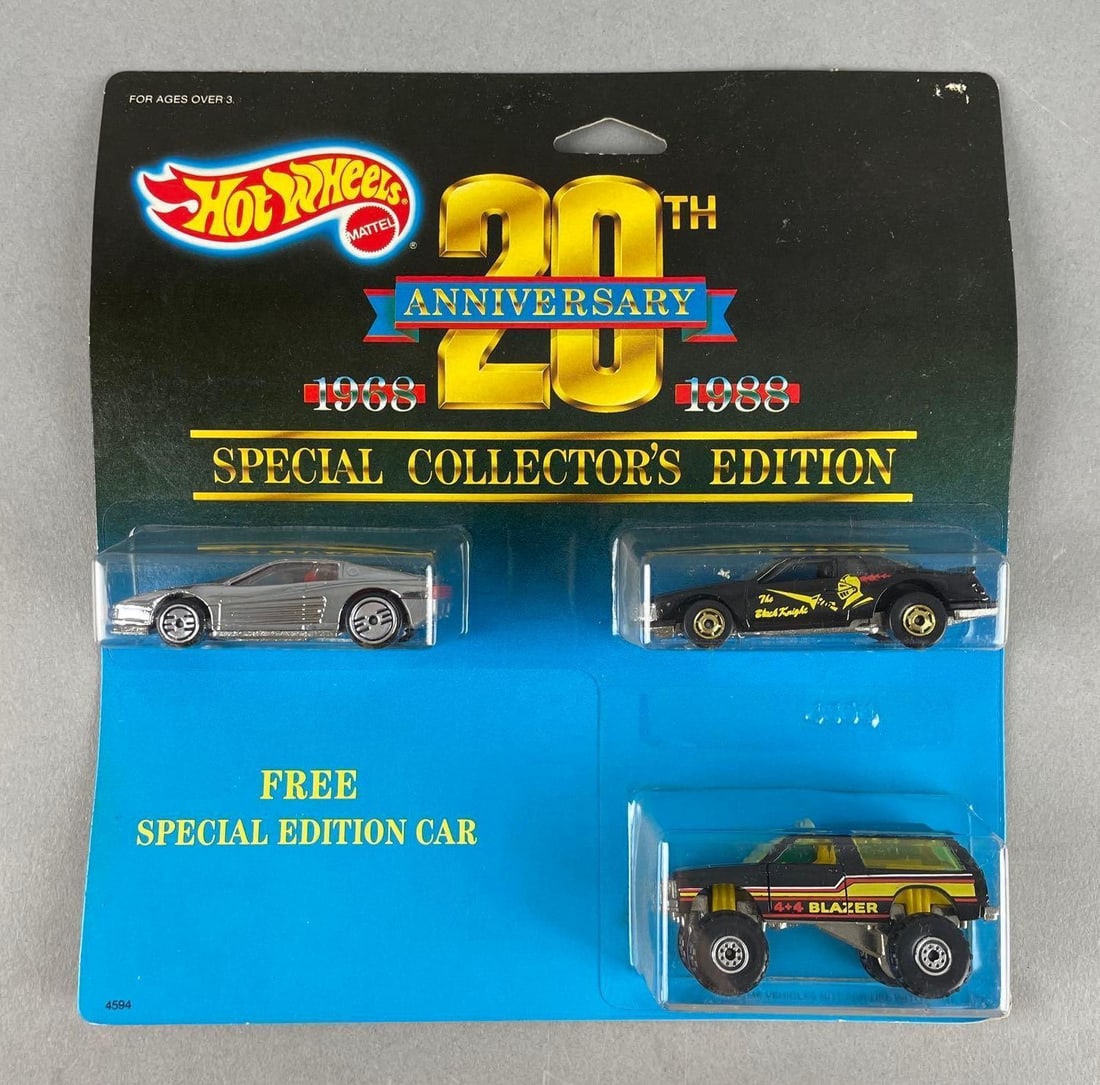 FOR AGES OVER 3.
HOT WHEELS®
MATTEL
®
20TH
ANNIVERSARY
1968 1988
SPECIAL COLLECTOR'S EDITION
The
Black Knight
FREE
SPECIAL EDITION CAR
4+4 BLAZER
4594